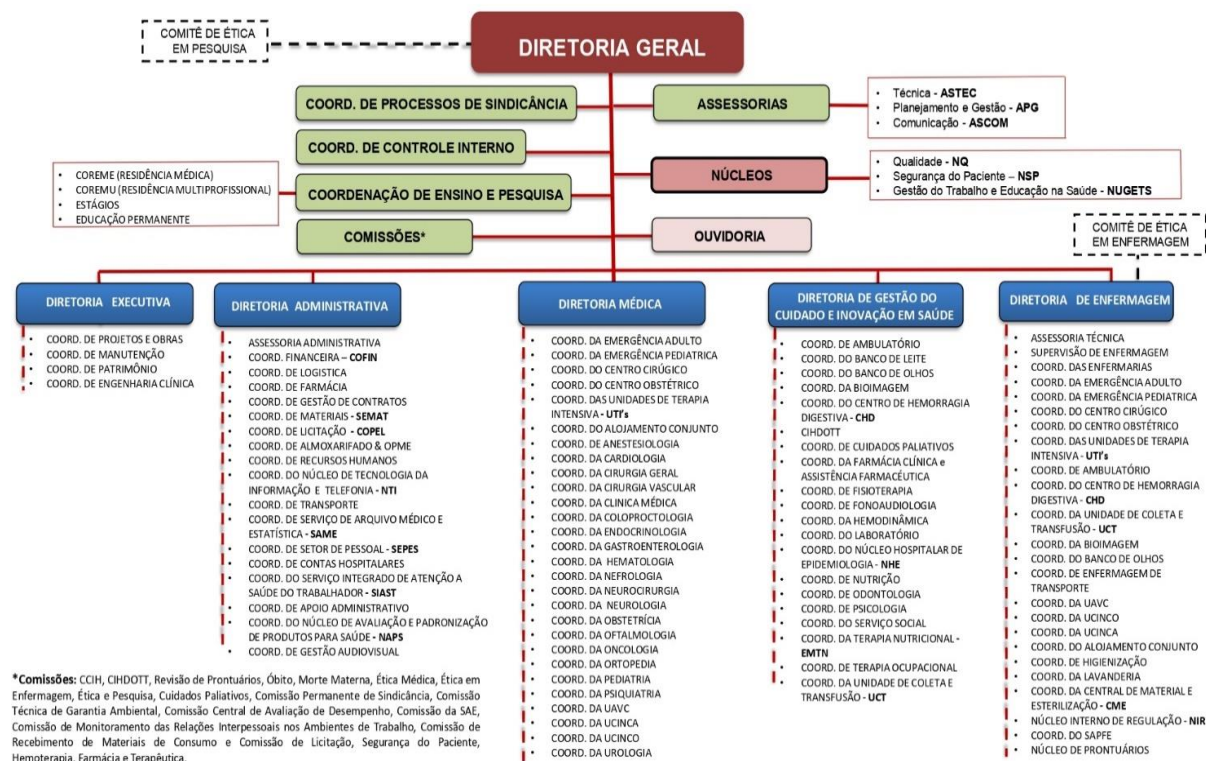 COMITÊ DE ÉTICA
EM PESQUISA
DIRETORIA GERAL
COORD. DE PROCESSOS DE SINDICÂNCIA
ASSESSORIAS
• Técnica - ASTEC
• Planejamento e Gestão - APG
• Comunicação - ASCOM
COORD. DE CONTROLE INTERNO
NÚCLEOS
• Qualidade - NQ
• Segurança do Paciente – NSP
• Gestão do Trabalho e Educação na Saúde - NUGETS
• COREME (RESIDÊNCIA MÉDICA)
• COREMU (RESIDÊNCIA MULTIPROFISSIONAL)
• ESTÁGIOS
• EDUCAÇÃO PERMANENTE
COORDENAÇÃO DE ENSINO E PESQUISA
COMISSÕES*
OUVIDORIA
COMITÊ DE ÉTICA
EM ENFERMAGEM
DIRETORIA EXECUTIVA
• COORD. DE PROJETOS E OBRAS
• COORD. DE MANUTENÇÃO
• COORD. DE PATRIMÔNIO
• COORD. DE ENGENHARIA CLÍNICA
DIRETORIA ADMINISTRATIVA
• ASSESSORIA ADMINISTRATIVA
• COORD. FINANCEIRA – COFIN
• COORD. DE LOGISTICA
• COORD. DE FARMÁCIA
• COORD. DE GESTÃO DE CONTRATOS
• COORD. DE MATERIAIS - SEMAT
• COORD. DE LICITAÇÃO - COPEL
• COORD. DE ALMOXARIFADO & OPME
• COORD. DE RECURSOS HUMANOS
• COORD. DO NÚCLEO DE TECNOLOGIA DA
INFORMAÇÃO E TELEFONIA - NTI
• COORD. DE TRANSPORTE
• COORD. DE SERVIÇO DE ARQUIVO MÉDICO E
ESTATÍSTICA - SAME
• COORD. DE SETOR DE PESSOAL - SEPES
• COORD. DE CONTAS HOSPITALARES
• COORD. DO SERVIÇO INTEGRADO DE ATENÇÃO A
SAÚDE DO TRABALHADOR - SIAST
• COORD. DE APOIO ADMINISTRATIVO
• COORD. DO NÚCLEO DE AVALIAÇÃO E PADRONIZAÇÃO
DE PRODUTOS PARA SAÚDE - NAPS
• COORD. DE GESTÃO AUDIOVISUAL
DIRETORIA MÉDICA
• COORD. DA EMERGÊNCIA ADULTO
• COORD. DA EMERGÊNCIA PEDIATRICA
• COORD. DO CENTRO CIRÚGICO
• COORD. DO CENTRO OBSTÉTRICO
• COORD. DAS UNIDADES DE TERAPIA
INTENSIVA - UTI's
• COORD. DO ALOJAMENTO CONJUNTO
• COORD. DE ANESTESIOLOGIA
• COORD. DA CARDIOLOGIA
• COORD. DA CIRURGIA GERAL
• COORD. DA CIRURGIA VASCULAR
• COORD. DA CLINICA MÉDICA
• COORD. DA COLOPROCTOLOGIA
• COORD. DA ENDOCRINOLOGIA
• COORD. DA GASTROENTEROLOGIA
• COORD. DA HEMATOLOGIA
• COORD. DA NEFROLOGIA
• COORD. DA NEUROCIRURGIA
• COORD. DA NEUROLOGIA
• COORD. DA OBSTETRÍCIA
• COORD. DA OFTALMOLOGIA
• COORD. DA ONCOLOGIA
• COORD. DA ORTOPEDIA
• COORD. DA PEDIATRIA
• COORD. DA PSIQUIATRIA
• COORD. DA UAVC
• COORD. DA UCINCA
• COORD. DA UCINCO
• COORD. DA UROLOGIA
DIRETORIA DE GESTÃO DO
CUIDADO E INOVAÇÃO EM SAÚDE
• COORD. DE AMBULATÓRIO
• COORD. DO BANCO DE LEITE
• COORD. DO BANCO DE OLHOS
• COORD. DA BIOIMAGEM
• COORD. DO CENTRO DE HEMORRAGIA
DIGESTIVA - CHD
• CIHDOTT
• COORD. DE CUIDADOS PALIATIVOS
• COORD. DA FARMÁCIA CLÍNICA e
ASSISTÊNCIA FARMACÉUTICA
• COORD. DE FISIOTERAPIA
• COORD. DE FONOAUDIOLOGIA
• COORD. DA HEMODINÂMICA
• COORD. DO LABORATÓRIO
• COORD. DO NÚCLEO HOSPITALAR DE
EPIDEMIOLOGIA - NHE
• COORD. DE NUTRIÇÃO
• COORD. DE ODONTOLOGIA
• COORD. DE PSICOLOGIA
• COORD. DO SERVIÇO SOCIAL
• COORD. DA TERAPIA NUTRICIONAL -
EMTN
• COORD. DE TERAPIA OCUPACIONAL
• COORD. DA UNIDADE DE COLETA E
TRANSFUSÃO - UCT
DIRETORIA DE ENFERMAGEM
• ASSESSORIA TÉCNICA
• SUPERVISÃO DE ENFERMAGEM
• COORD. DAS ENFERMARIAS
• COORD. DA EMERGÊNCIA ADULTO
• COORD. DA EMERGÊNCIA PEDIATRICA
• COORD. DO CENTRO CIRÚGICO
• COORD. DO CENTRO OBSTÉTRICO
• COORD. DAS UNIDADES DE TERAPIA
INTENSIVA - UTI's
• COORD. DE AMBULATÓRIO
• COORD. DO CENTRO DE HEMORRAGIA
DIGESTIVA - CHD
• COORD. DA UNIDADE DE COLETA E
TRANSFUSÃO - UCT
• COORD. DA BIOIMAGEM
• COORD. DO BANCO DE OLHOS
• COORD. DE ENFERMAGEM DE
TRANSPORTE
• COORD. DA UAVC
• COORD. DA UCINCO
• COORD. DA UCINCA
• COORD. DO ALOJAMENTO CONJUNTO
• COORD. DE HIGIENIZAÇÃO
• COORD. DA LAVANDERIA
• COORD. DA CENTRAL DE MATERIAL E
ESTERILIZAÇÃO - CME
• NÚCLEO INTERNO DE REGULAÇÃO - NIR
• COORD. DO SAPFE
• NÚCLEO DE PRONTUÁRIOS
*Comissões: CCIH, CIHDOTT, Revisão de Prontuários, Óbito, Morte Materna, Ética Médica, Ética em
Enfermagem, Ética e Pesquisa, Cuidados Paliativos, Comissão Permanente de Sindicância, Comissão
Técnica de Garantia Ambiental, Comissão Central de Avaliação de Desempenho, Comissão da SAE,
Comissão de Monitoramento das Relações Interpessoais nos Ambientes de Trabalho, Comissão de
Recebimento de Materiais de Consumo e Comissão de Licitação, Segurança do Paciente,
Hemoterapia, Farmácia e Terapêutica.